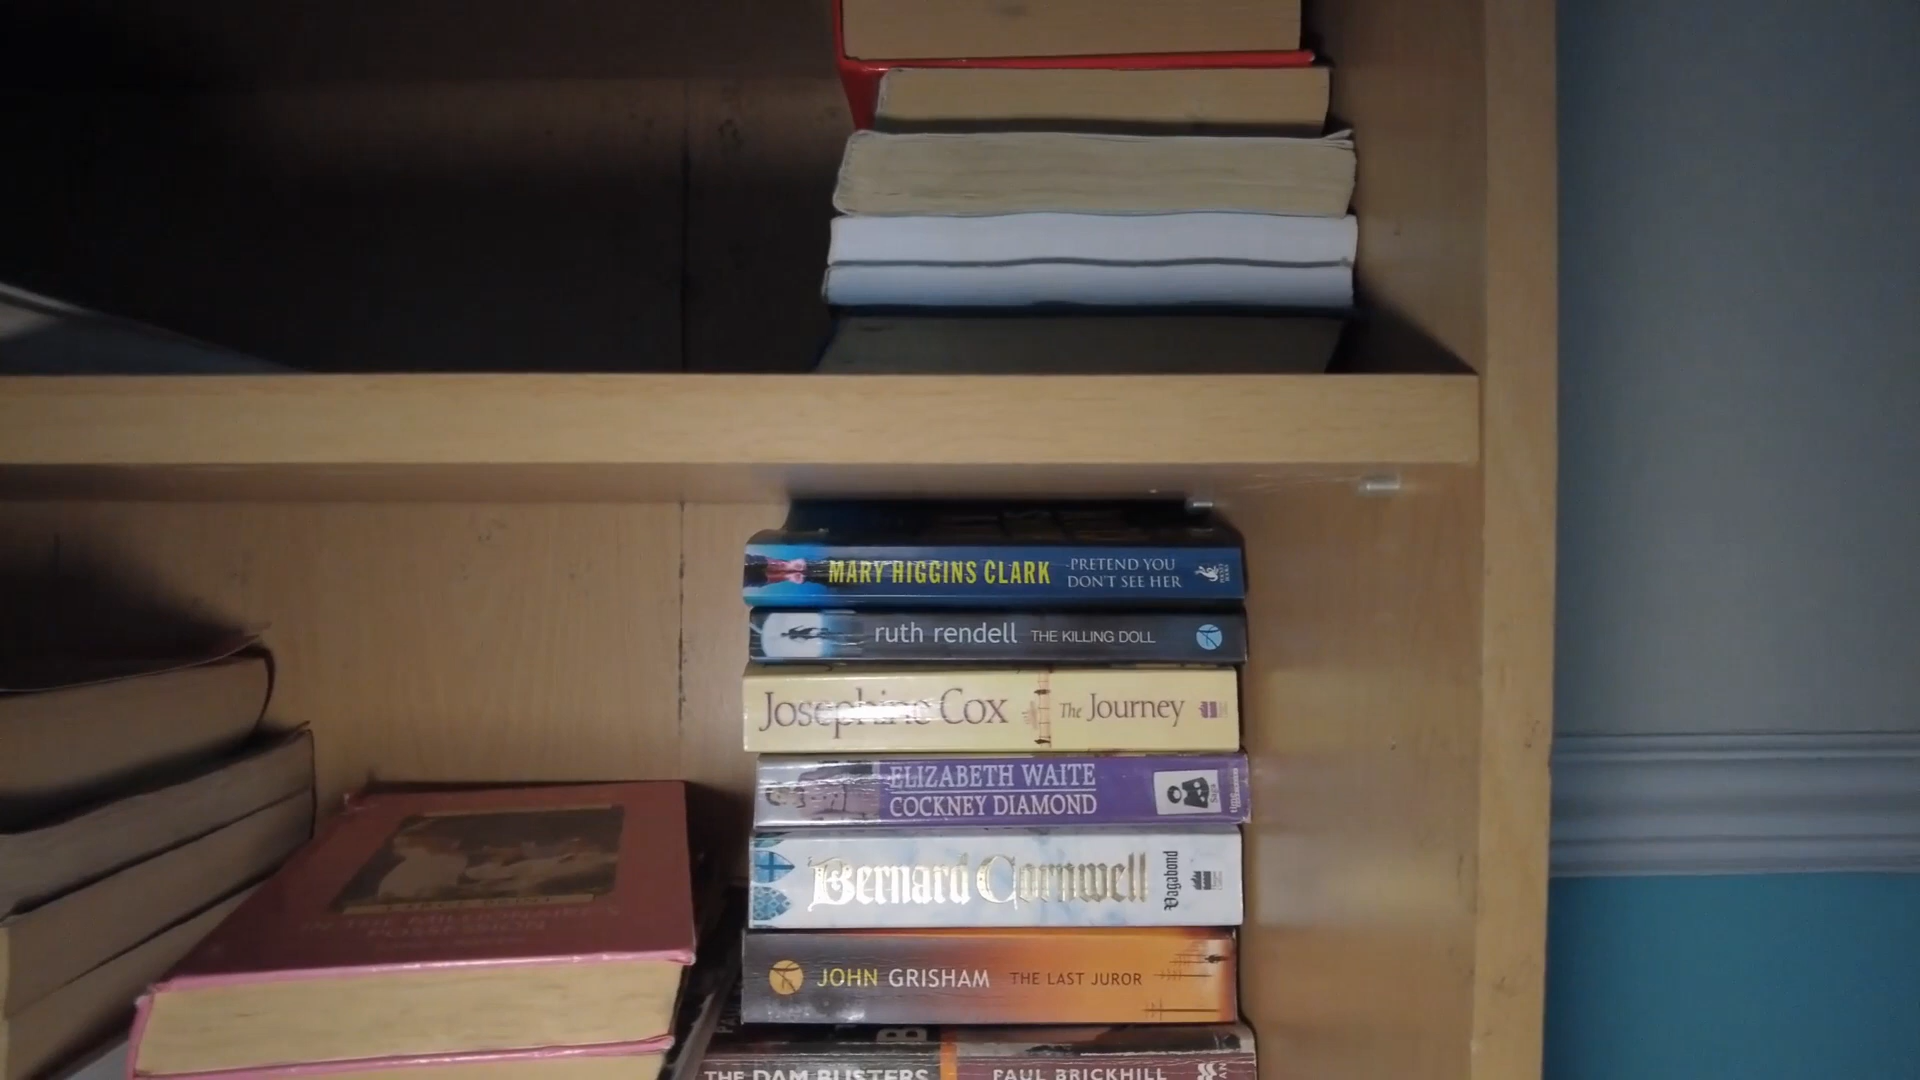 MARY HIGGINS CLARK
PRETEND YOU
DON'T SEE HER
ruth rendell THE KILLING DOLL
Josephine Cox The Journey
ELIZABETH WAITE
COCKNEY DIAMOND
Saga
Bernard Cornwell Vagabond
JOHN GRISHAM THE LAST JUROR
THE DAM BUSTERS PAUL BRICKHILL